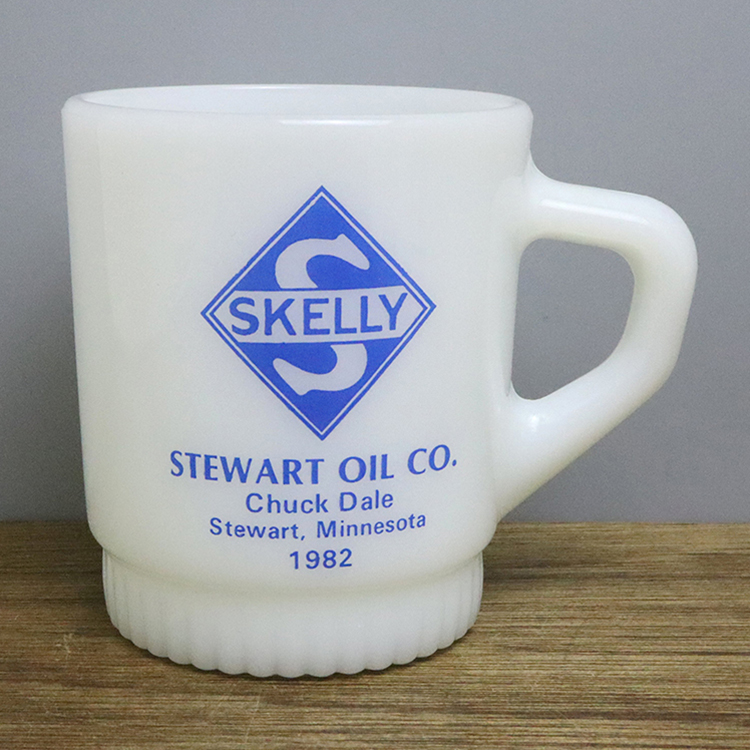 S
SKELLY
STEWART OIL CO.
Chuck Dale
Stewart, Minnesota
1982